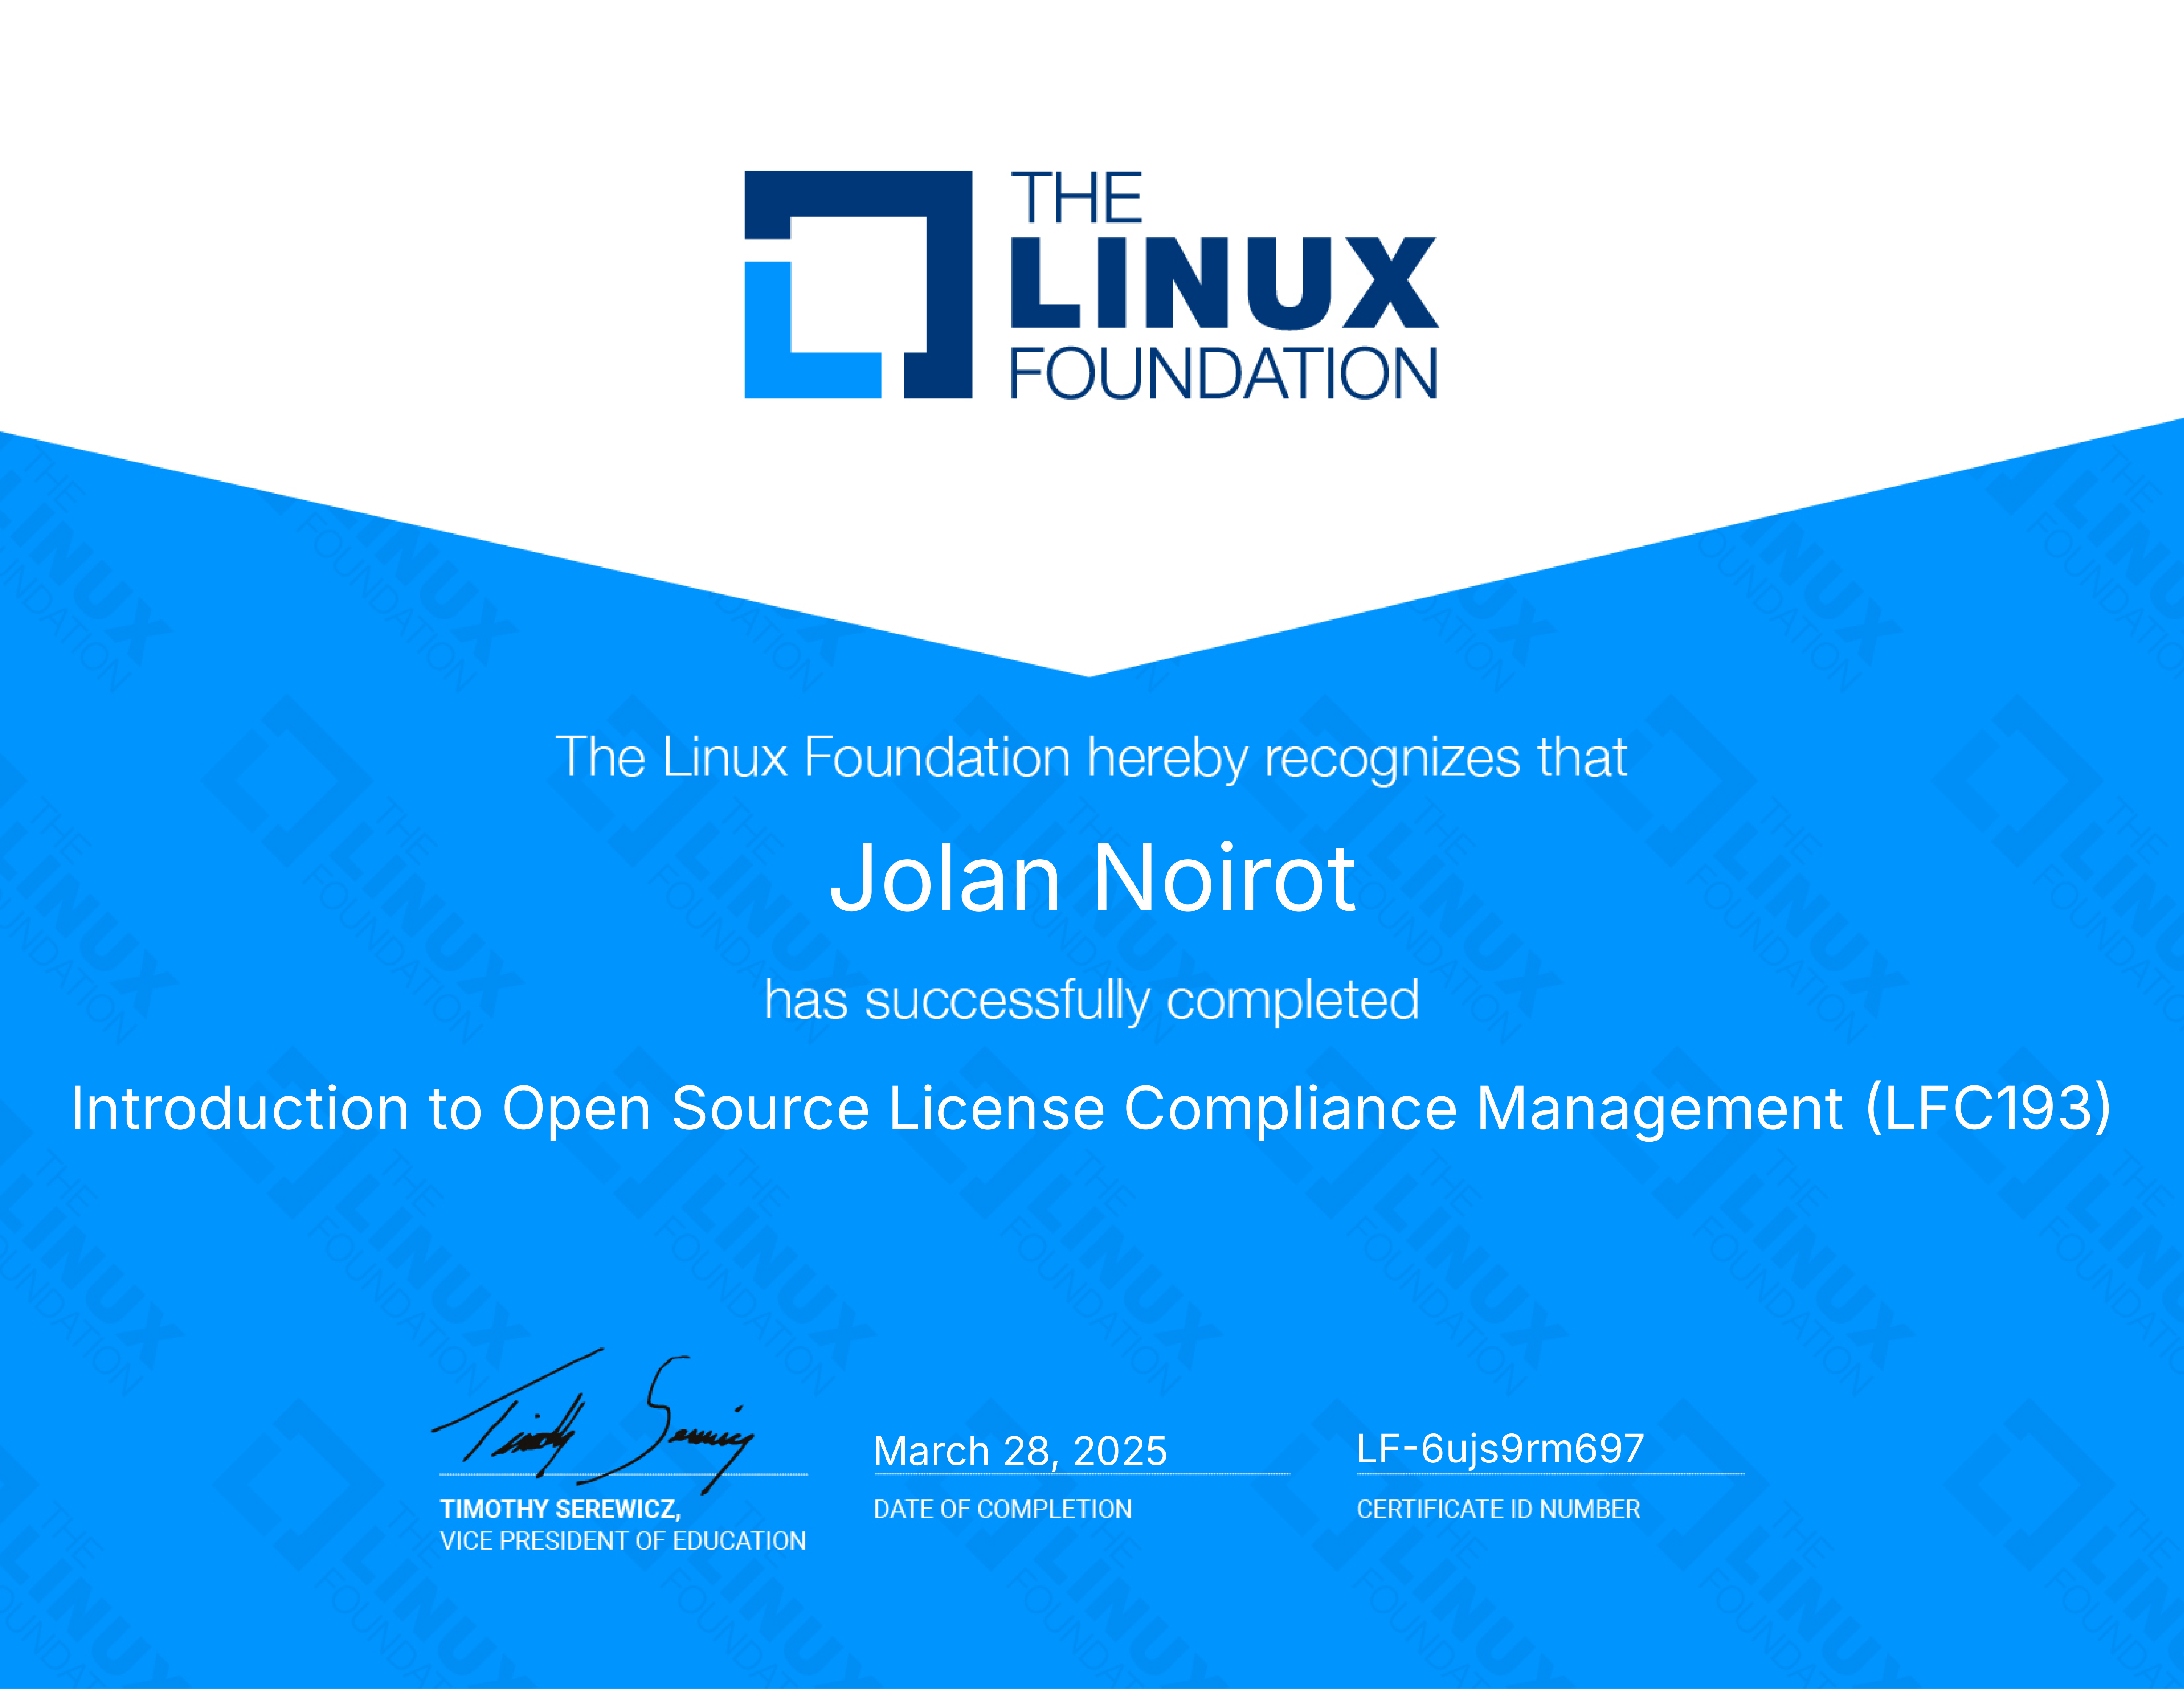 THE
LINUX
FOUNDATION
The Linux Foundation hereby recognizes that
Jolan Noirot
has successfully completed
Introduction to Open Source License Compliance Management (LFC193)
Timothy Serewicz
March 28, 2025
LF-6ujs9rm697
TIMOTHY SEREWICZ,
DATE OF COMPLETION
CERTIFICATE ID NUMBER
VICE PRESIDENT OF EDUCATION